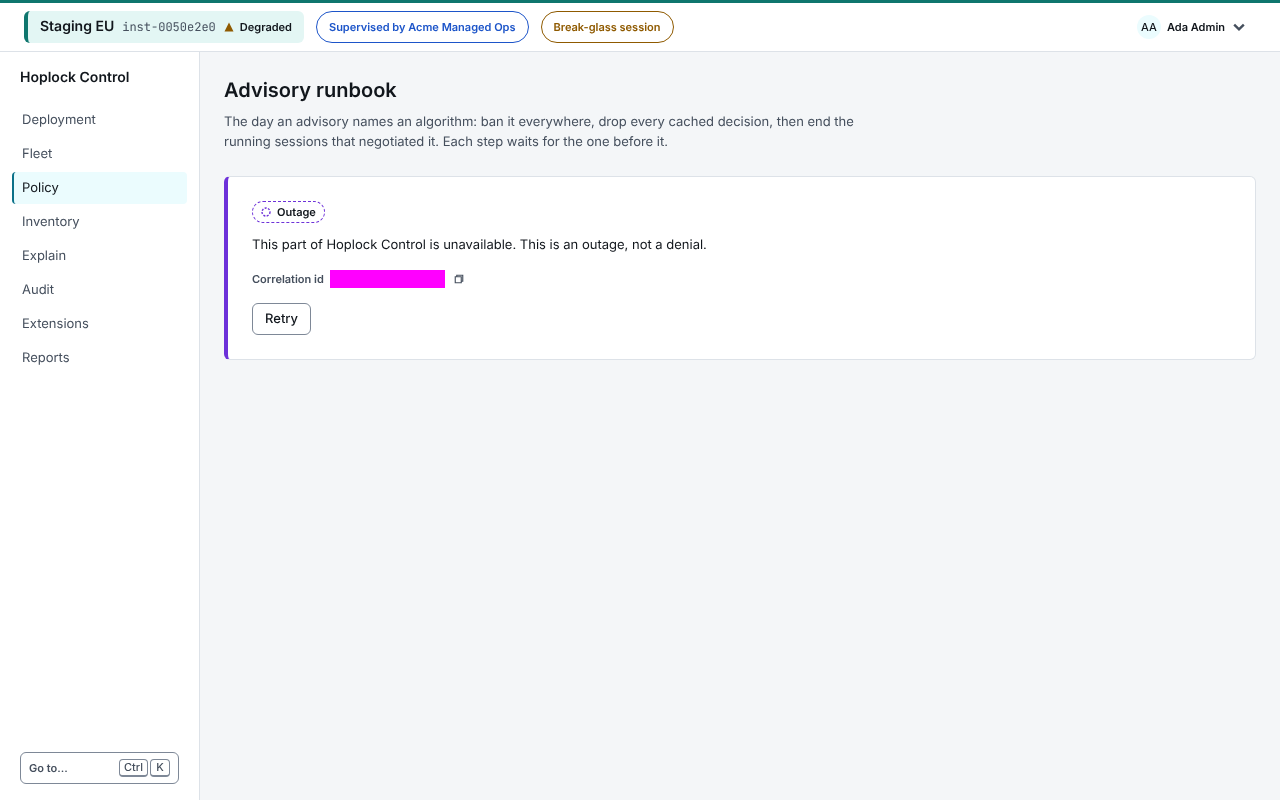 Staging EU inst-0050e2e0 Degraded Supervised by Acme Managed Ops Break-glass session AA Ada Admin
Hoplock Control
Deployment
Fleet
Policy
Inventory
Explain
Audit
Extensions
Reports
Go to... Ctrl K
Advisory runbook
The day an advisory names an algorithm: ban it everywhere, drop every cached decision, then end the
running sessions that negotiated it. Each step waits for the one before it.
Outage
This part of Hoplock Control is unavailable. This is an outage, not a denial.
Correlation id
Retry